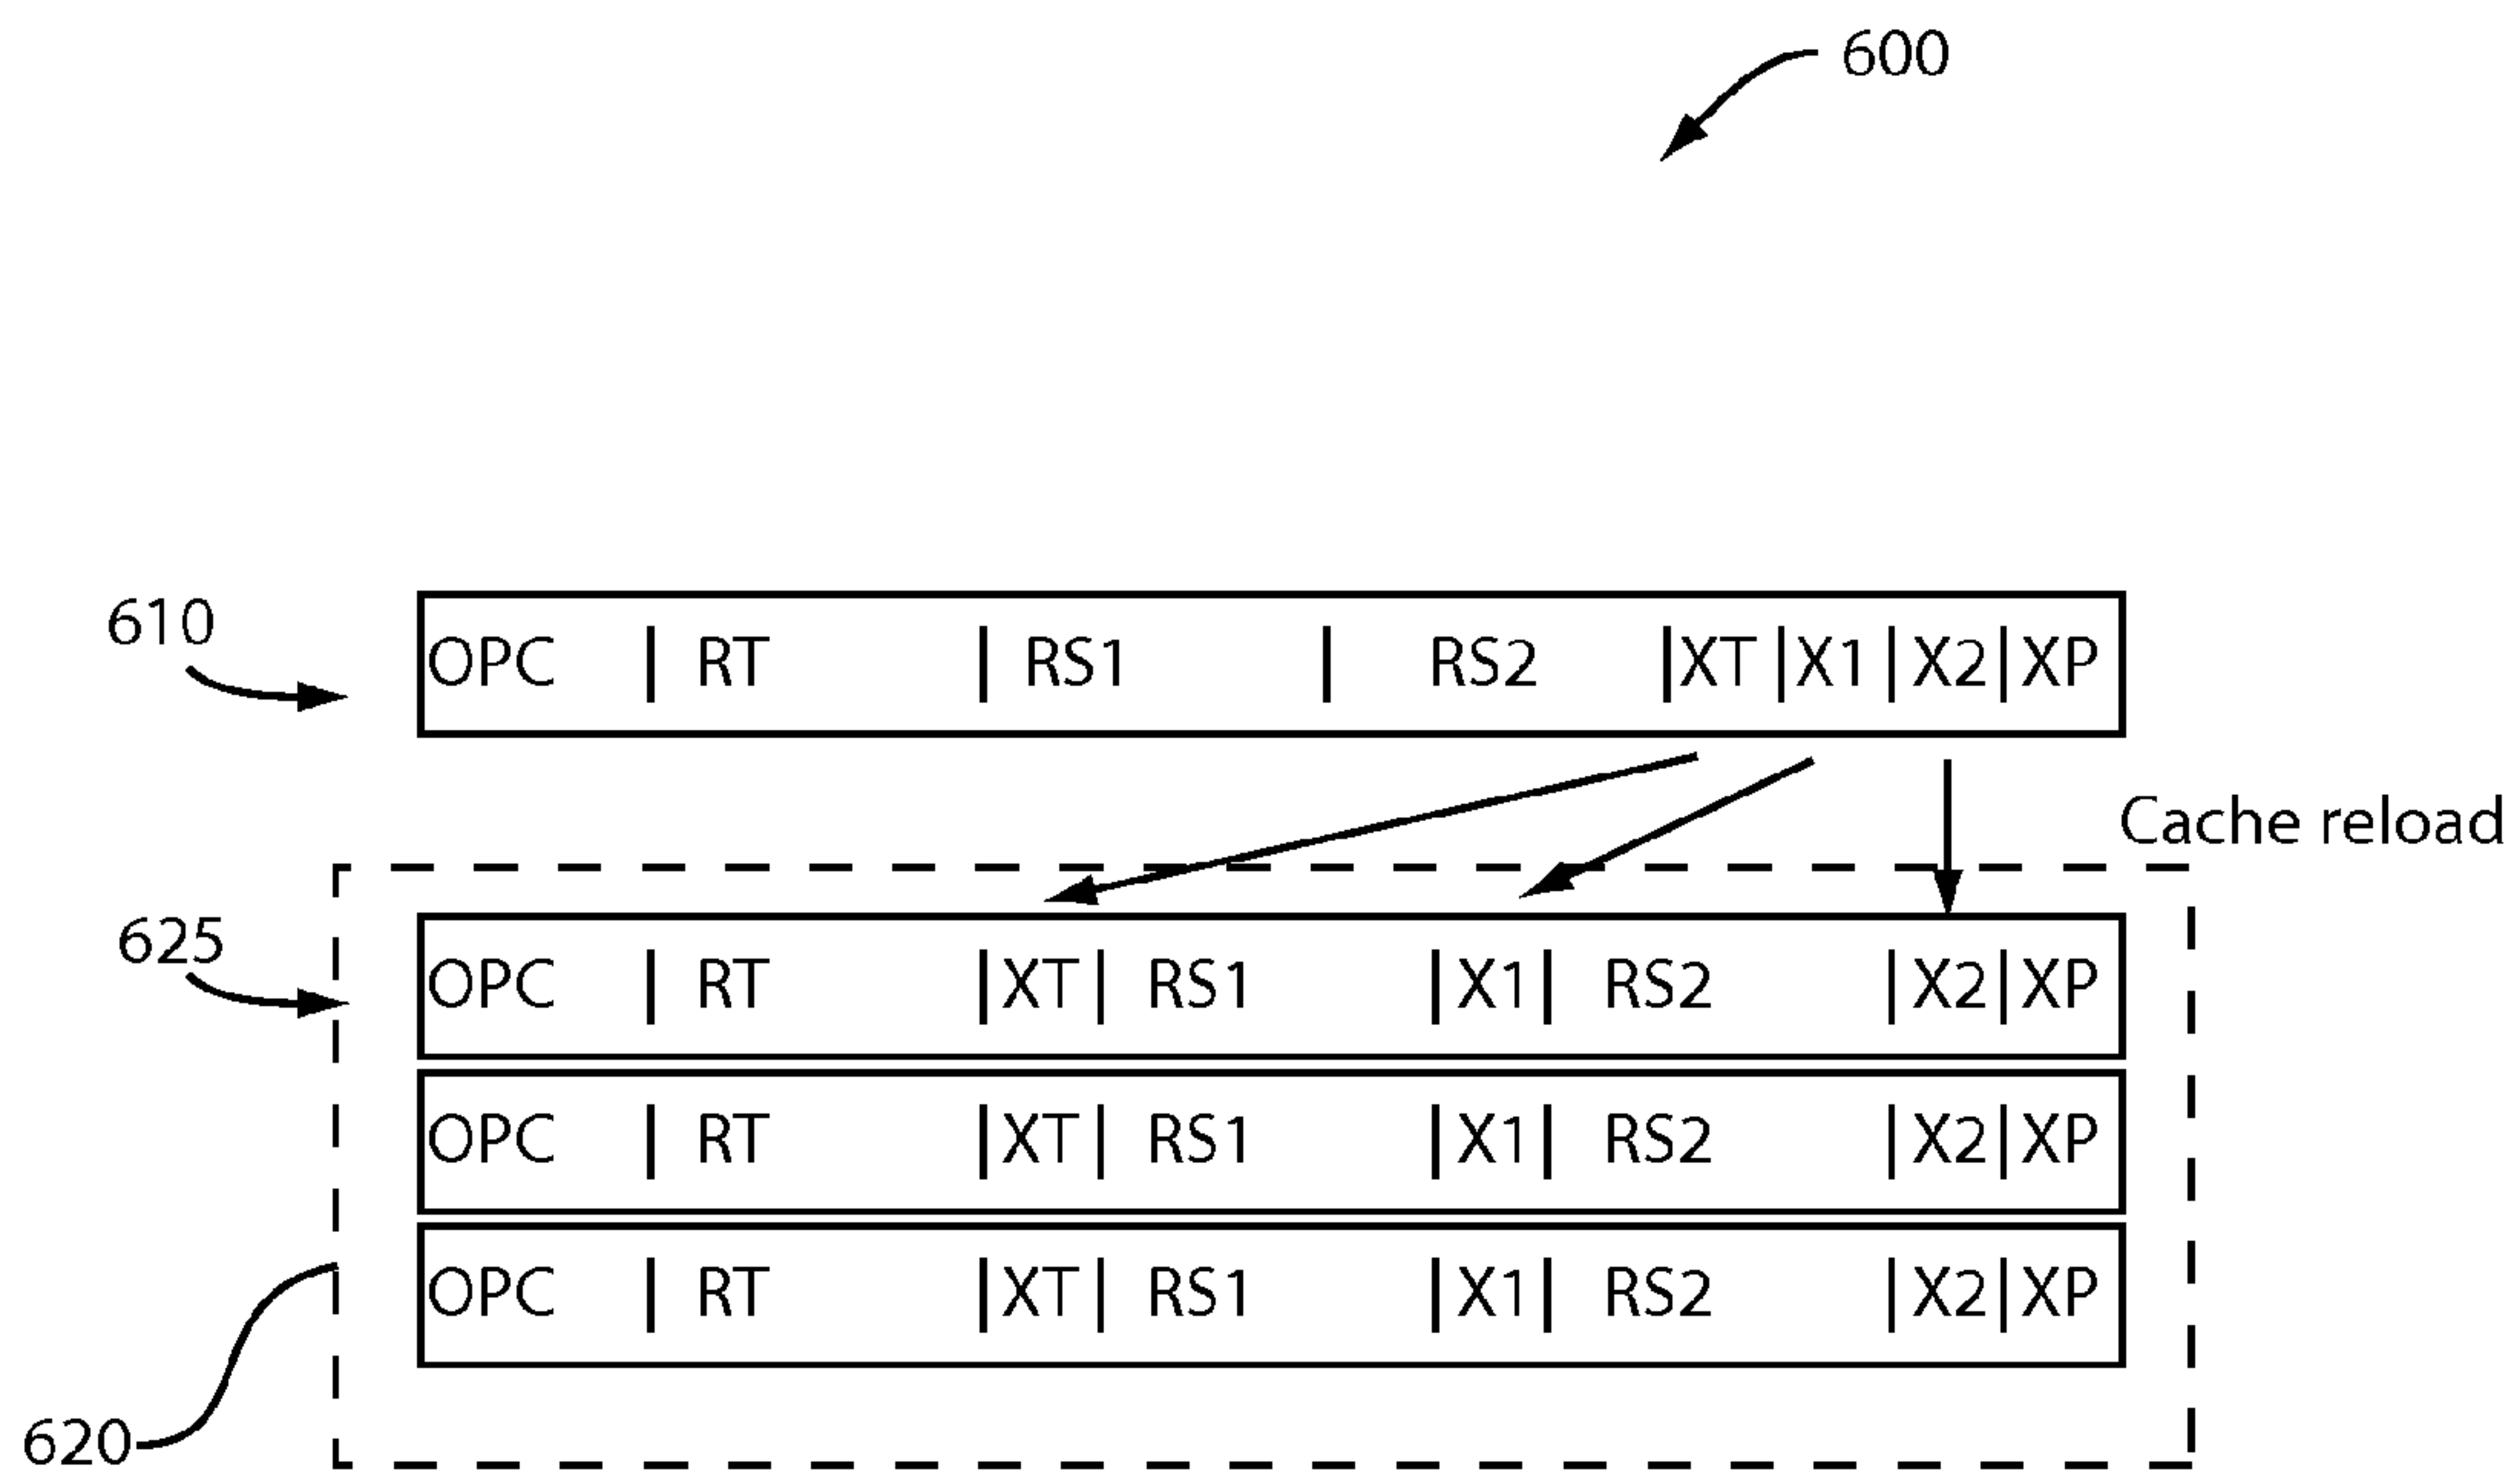 600
610
OPC | RT | RS1 | RS2 |XT|X1|X2|XP
Cache reload
625
OPC | RT |XT| RS1 |X1| RS2 |X2|XP
OPC | RT |XT| RS1 |X1| RS2 |X2|XP
OPC | RT |XT| RS1 |X1| RS2 |X2|XP
620